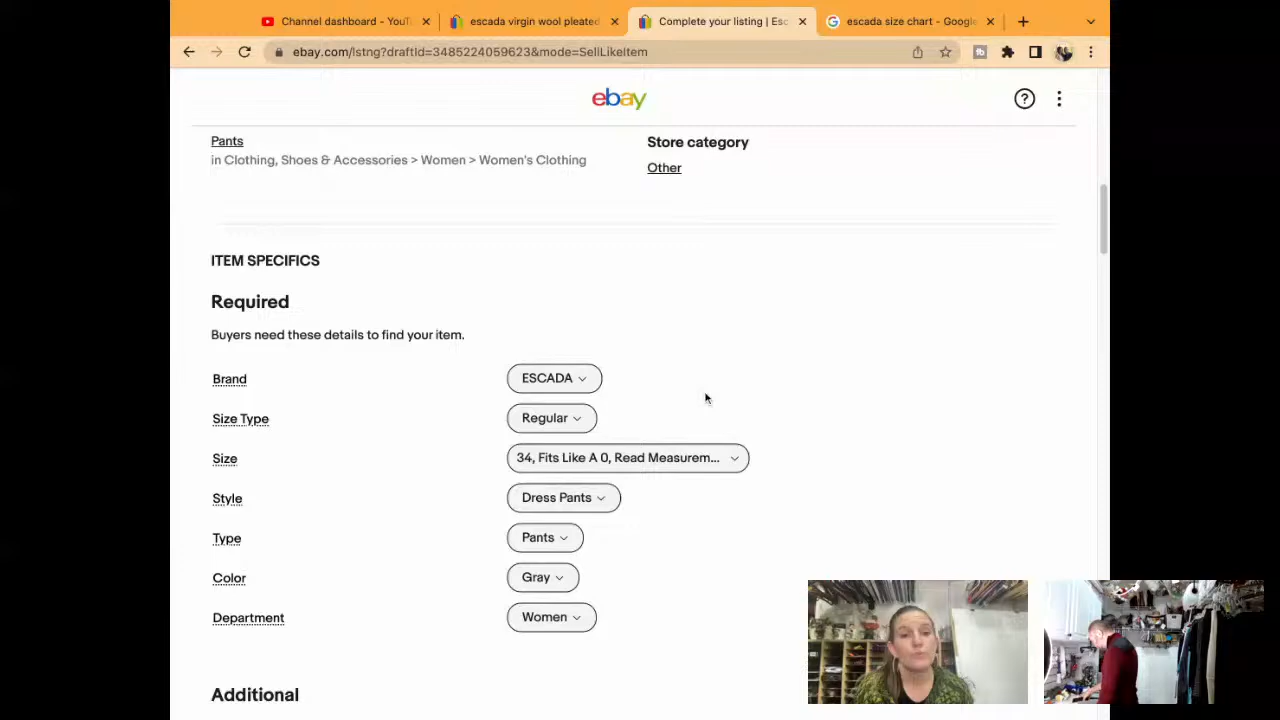 Channel dashboard - YouT
escada virgin wool pleated
Complete your listing | Esc
escada size chart - Google
ebay.com/lstng?draftId=3485224059623&mode=SellLikeItem
ebay
Pants
in Clothing, Shoes & Accessories > Women > Women's Clothing
Store category
Other
ITEM SPECIFICS
Required
Buyers need these details to find your item.
Brand ESCADA
Size Type Regular
Size 34, Fits Like A 0, Read Measurem...
Style Dress Pants
Type Pants
Color Gray
Department Women
Additional